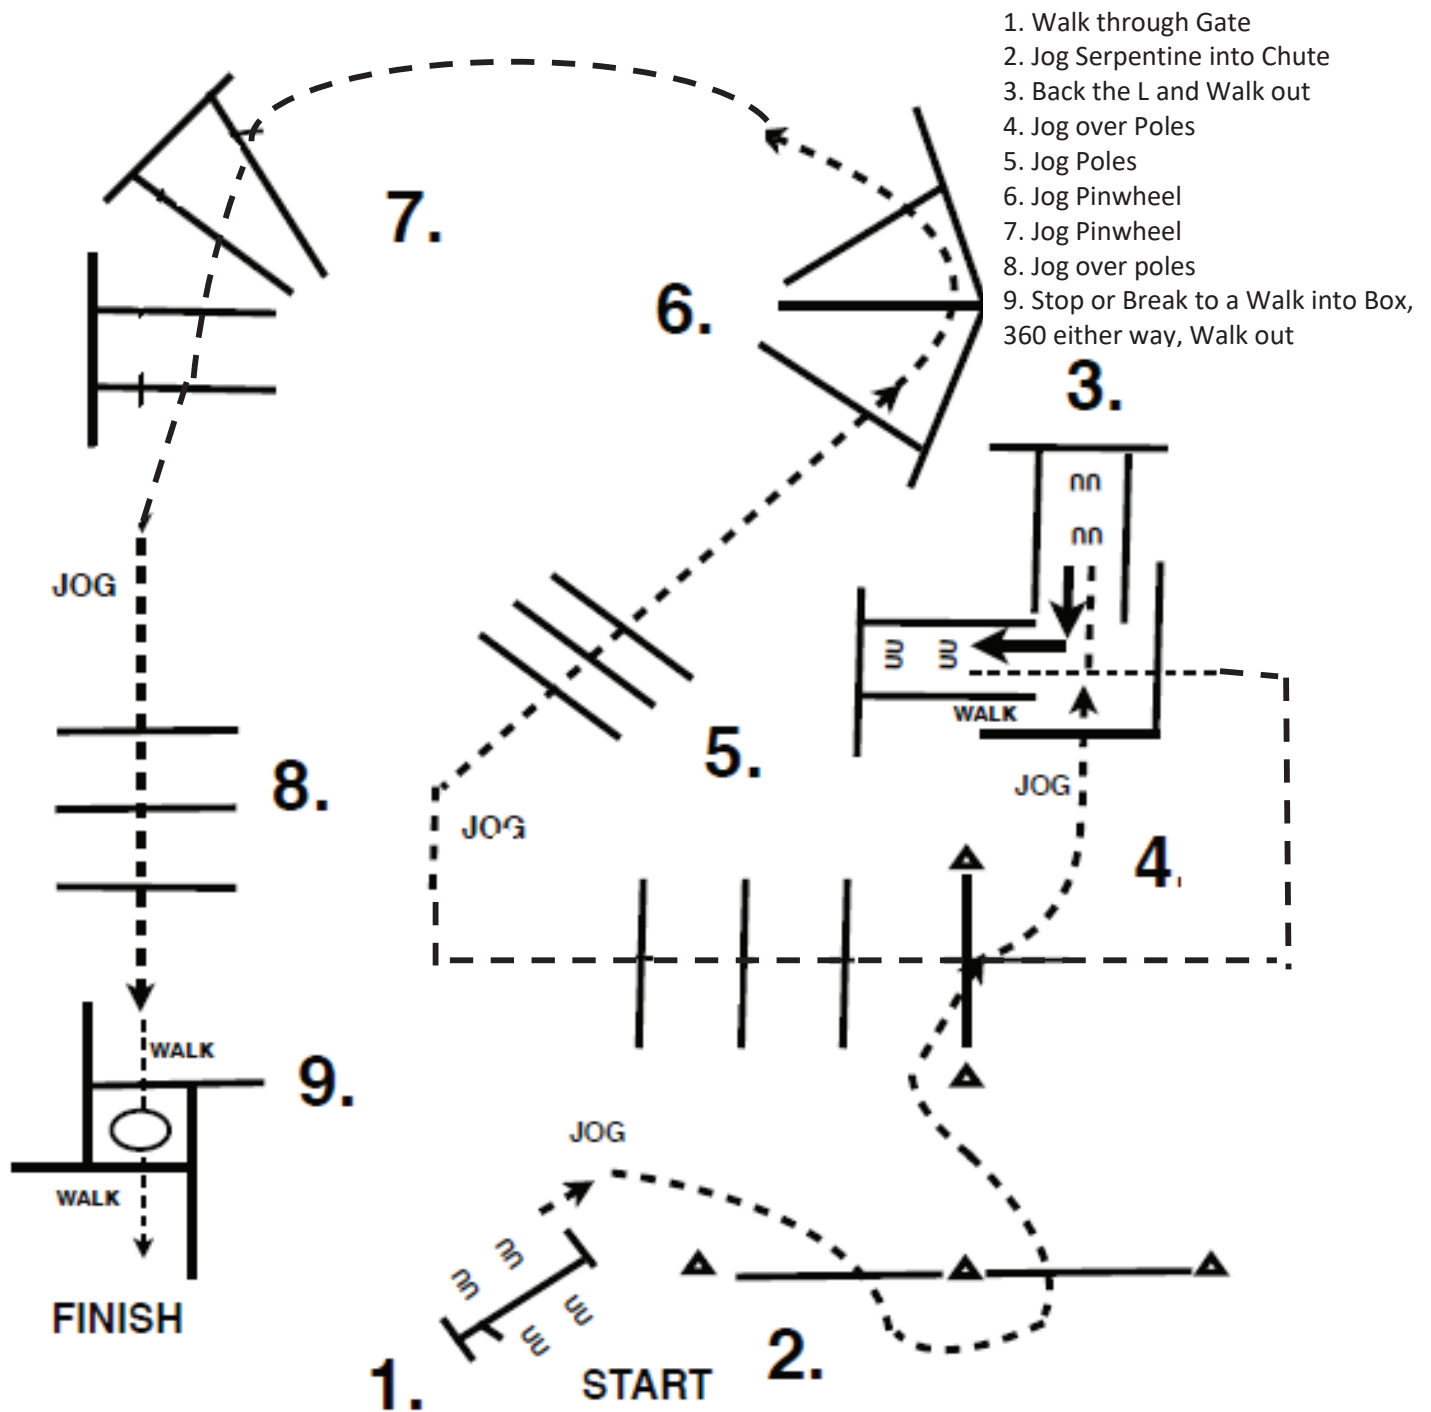 1. Walk through Gate
2. Jog Serpentine into Chute
3. Back the L and Walk out
4. Jog over Poles
5. Jog Poles
6. Jog Pinwheel
7. Jog Pinwheel
8. Jog over poles
9. Stop or Break to a Walk into Box,
360 either way, Walk out
7.
6.
3.
JOG
WALK
5.
JOG
8.
JOG
4.
WALK
9.
JOG
WALK
FINISH
2.
1.
START